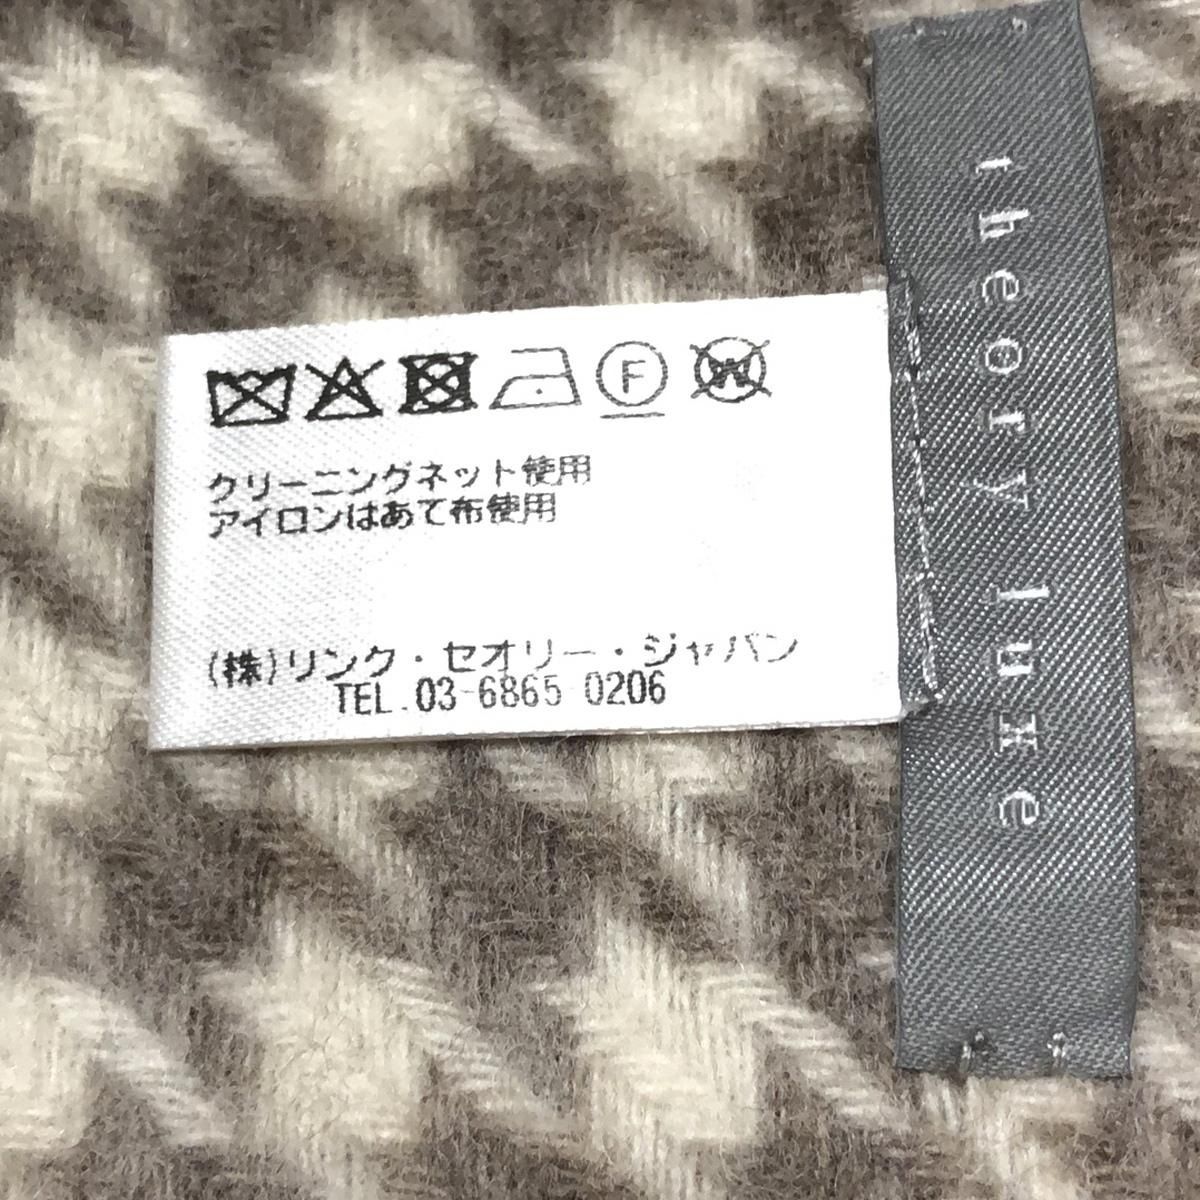 F
W
クリーニングネット使用
アイロンはあて布使用
(株)リンク・セオリー・ジャパン
TEL.03-6865-0206
theory luxe